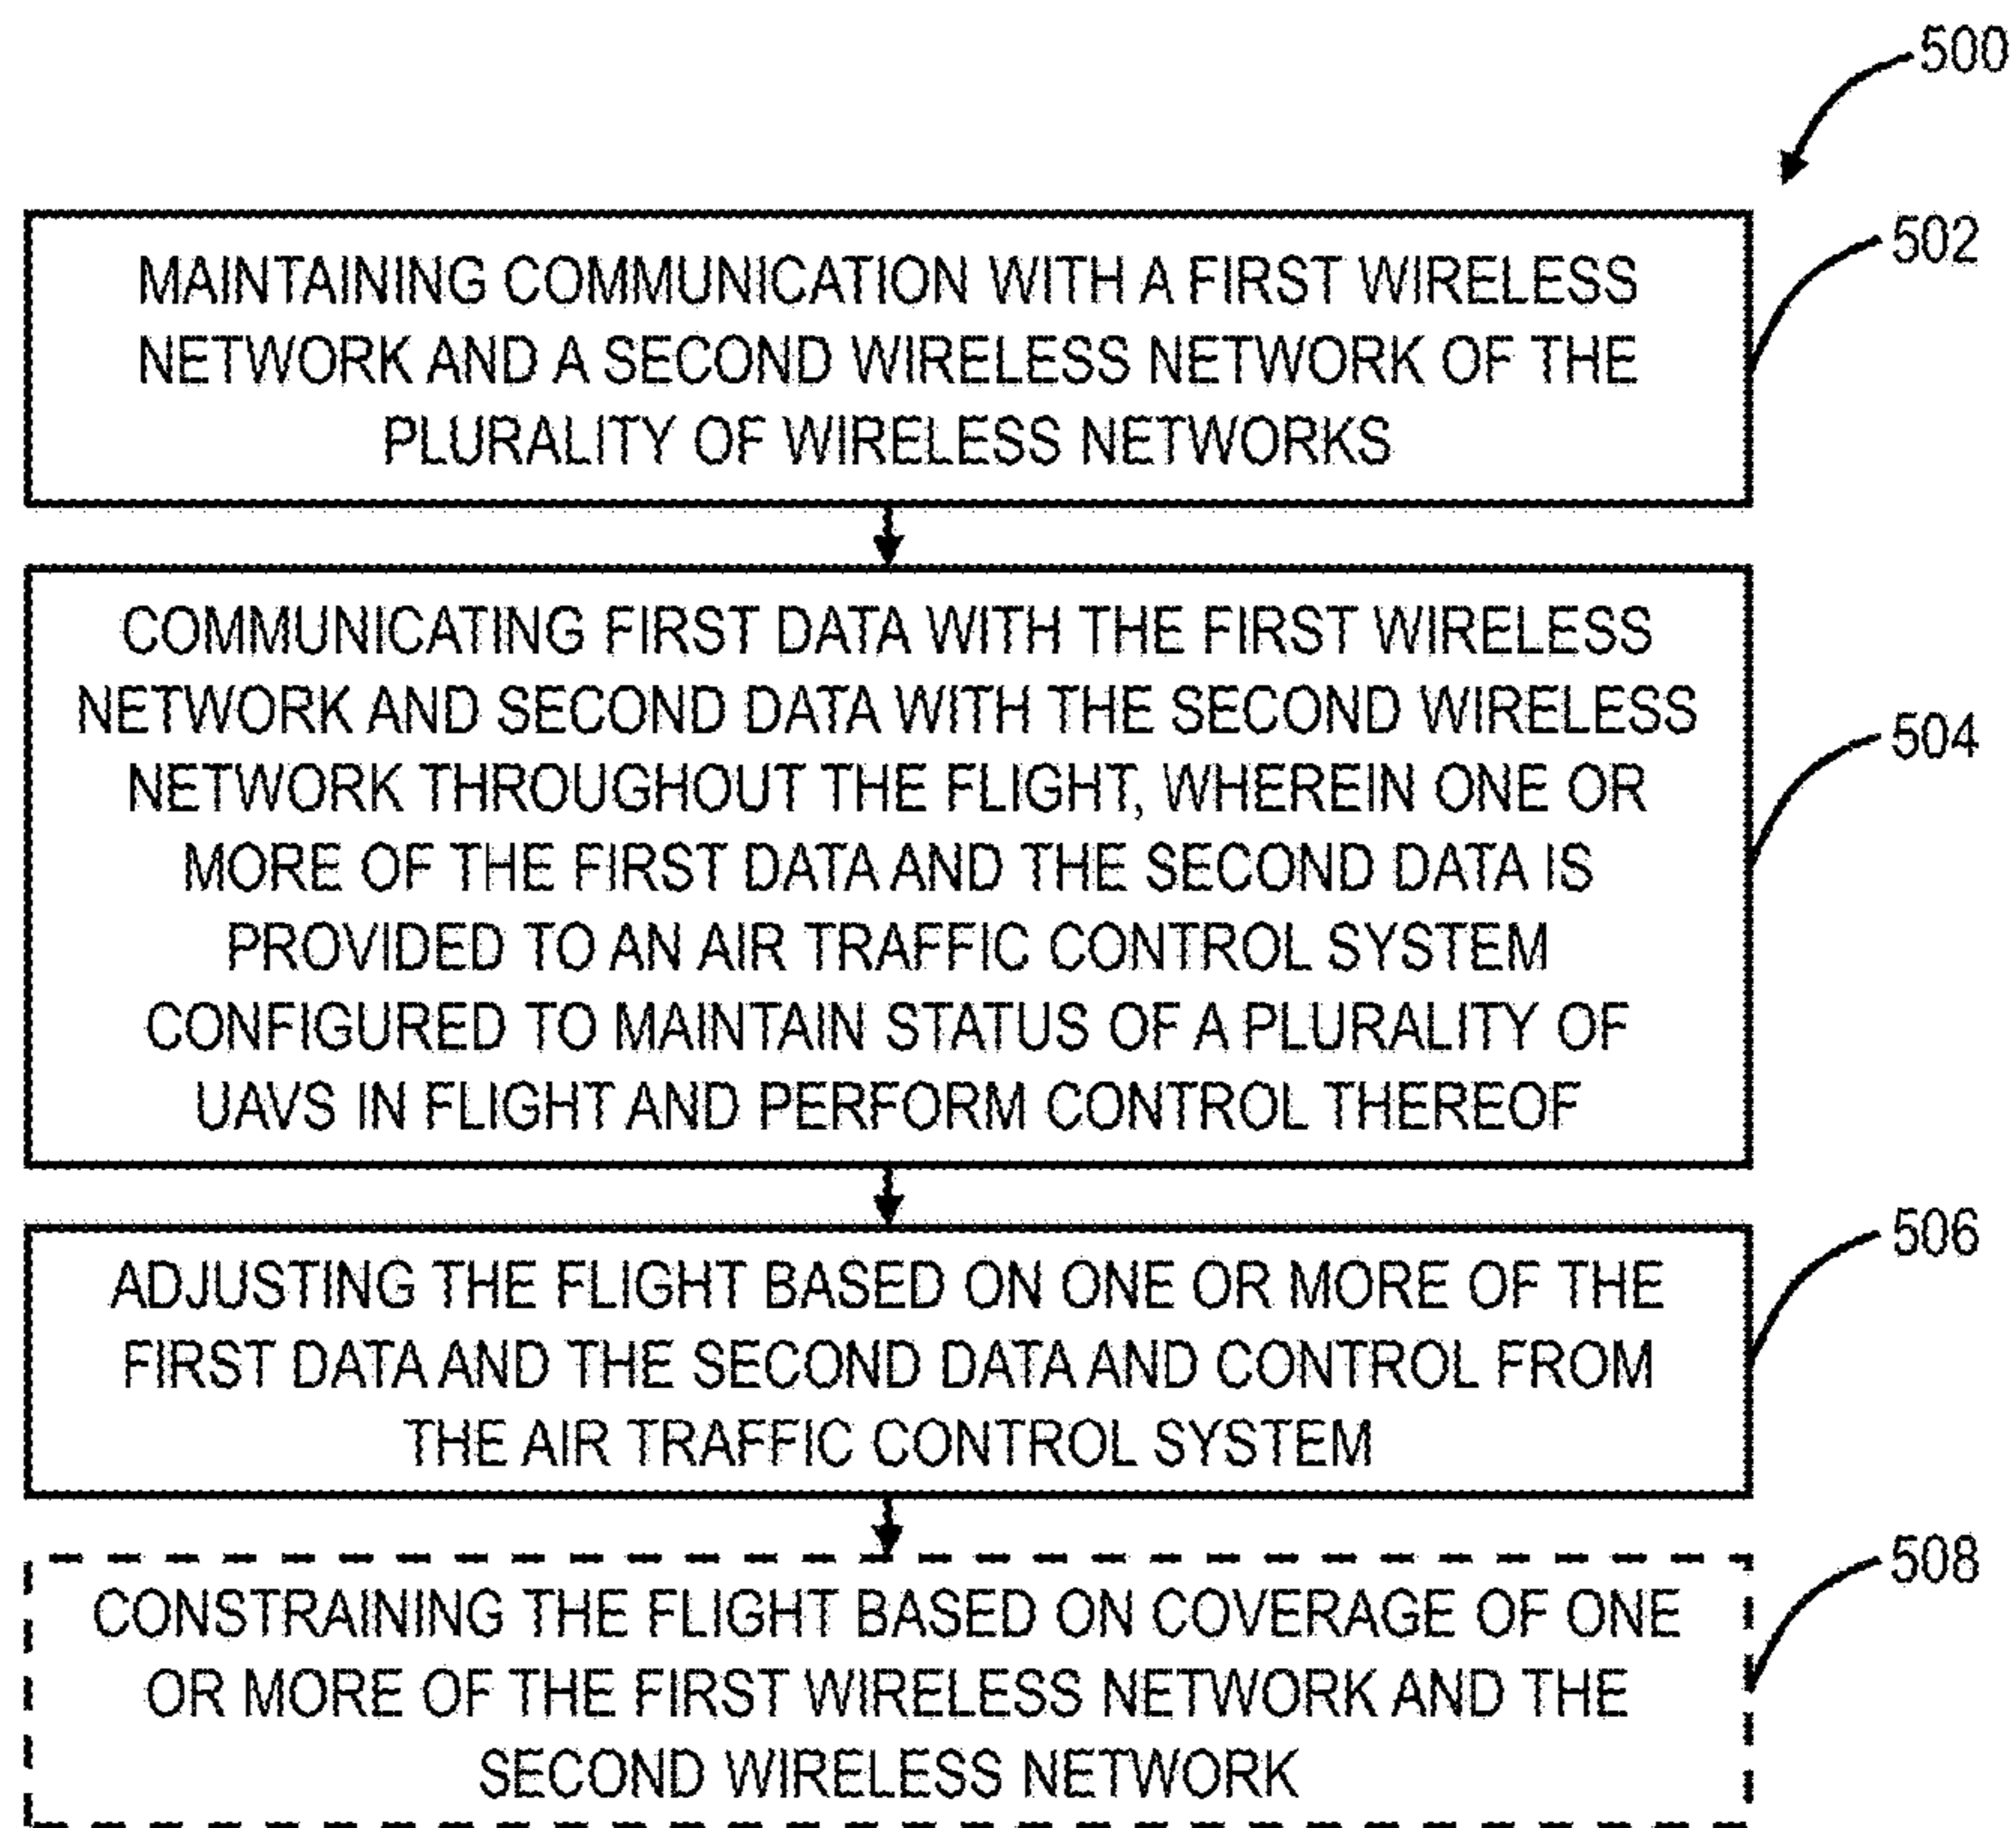 500
502
MAINTAINING COMMUNICATION WITH A FIRST WIRELESS
NETWORK AND A SECOND WIRELESS NETWORK OF THE
PLURALITY OF WIRELESS NETWORKS
COMMUNICATING FIRST DATA WITH THE FIRST WIRELESS
NETWORK AND SECOND DATA WITH THE SECOND WIRELESS
NETWORK THROUGHOUT THE FLIGHT, WHEREIN ONE OR
MORE OF THE FIRST DATA AND THE SECOND DATA IS
PROVIDED TO AN AIR TRAFFIC CONTROL SYSTEM
CONFIGURED TO MAINTAIN STATUS OF A PLURALITY OF
UAVS IN FLIGHT AND PERFORM CONTROL THEREOF
504
ADJUSTING THE FLIGHT BASED ON ONE OR MORE OF THE
FIRST DATA AND THE SECOND DATA AND CONTROL FROM
THE AIR TRAFFIC CONTROL SYSTEM
506
CONSTRAINING THE FLIGHT BASED ON COVERAGE OF ONE
OR MORE OF THE FIRST WIRELESS NETWORK AND THE
SECOND WIRELESS NETWORK
508